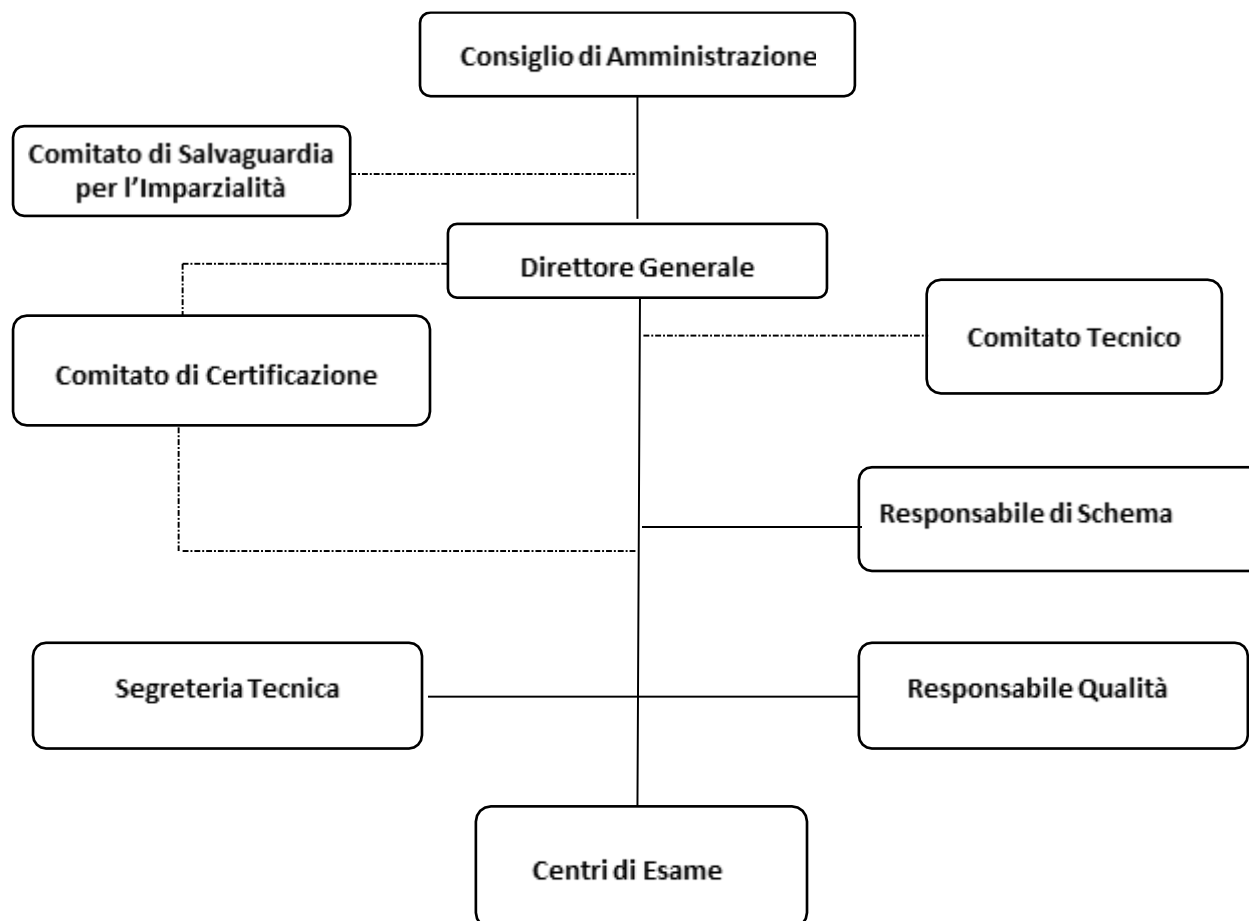 Consiglio di Amministrazione
Comitato di Salvaguardia
per l'Imparzialità
Direttore Generale
Comitato Tecnico
Comitato di Certificazione
Responsabile di Schema
Segreteria Tecnica
Responsabile Qualità
Centri di Esame